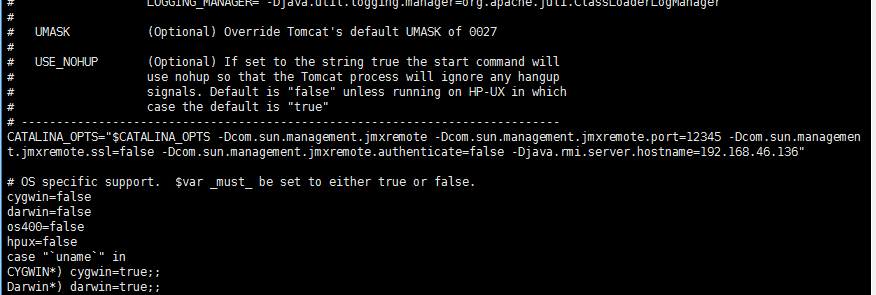 #                   LOGGING_MANAGER="-Djava.util.logging.manager=org.apache.juli.ClassLoaderLogManager"
#
#   UMASK           (Optional) Override Tomcat's default UMASK of 0027
#
#   USE_NOHUP       (Optional) If set to the string true the start command will
#                   use nohup so that the Tomcat process will ignore any hangup
#                   signals. Default is "false" unless running on HP-UX in which
#                   case the default is "true"
# -----------------------------------------------------------------------------
CATALINA_OPTS="$CATALINA_OPTS -Dcom.sun.management.jmxremote -Dcom.sun.management.jmxremote.port=12345 -Dcom.sun.managemen
t.jmxremote.ssl=false -Dcom.sun.management.jmxremote.authenticate=false -Djava.rmi.server.hostname=192.168.46.136"

# OS specific support.  $var _must_ be set to either true or false.
cygwin=false
darwin=false
os400=false
hpux=false
case "`uname`" in
CYGWIN*) cygwin=true;;
Darwin*) darwin=true;;